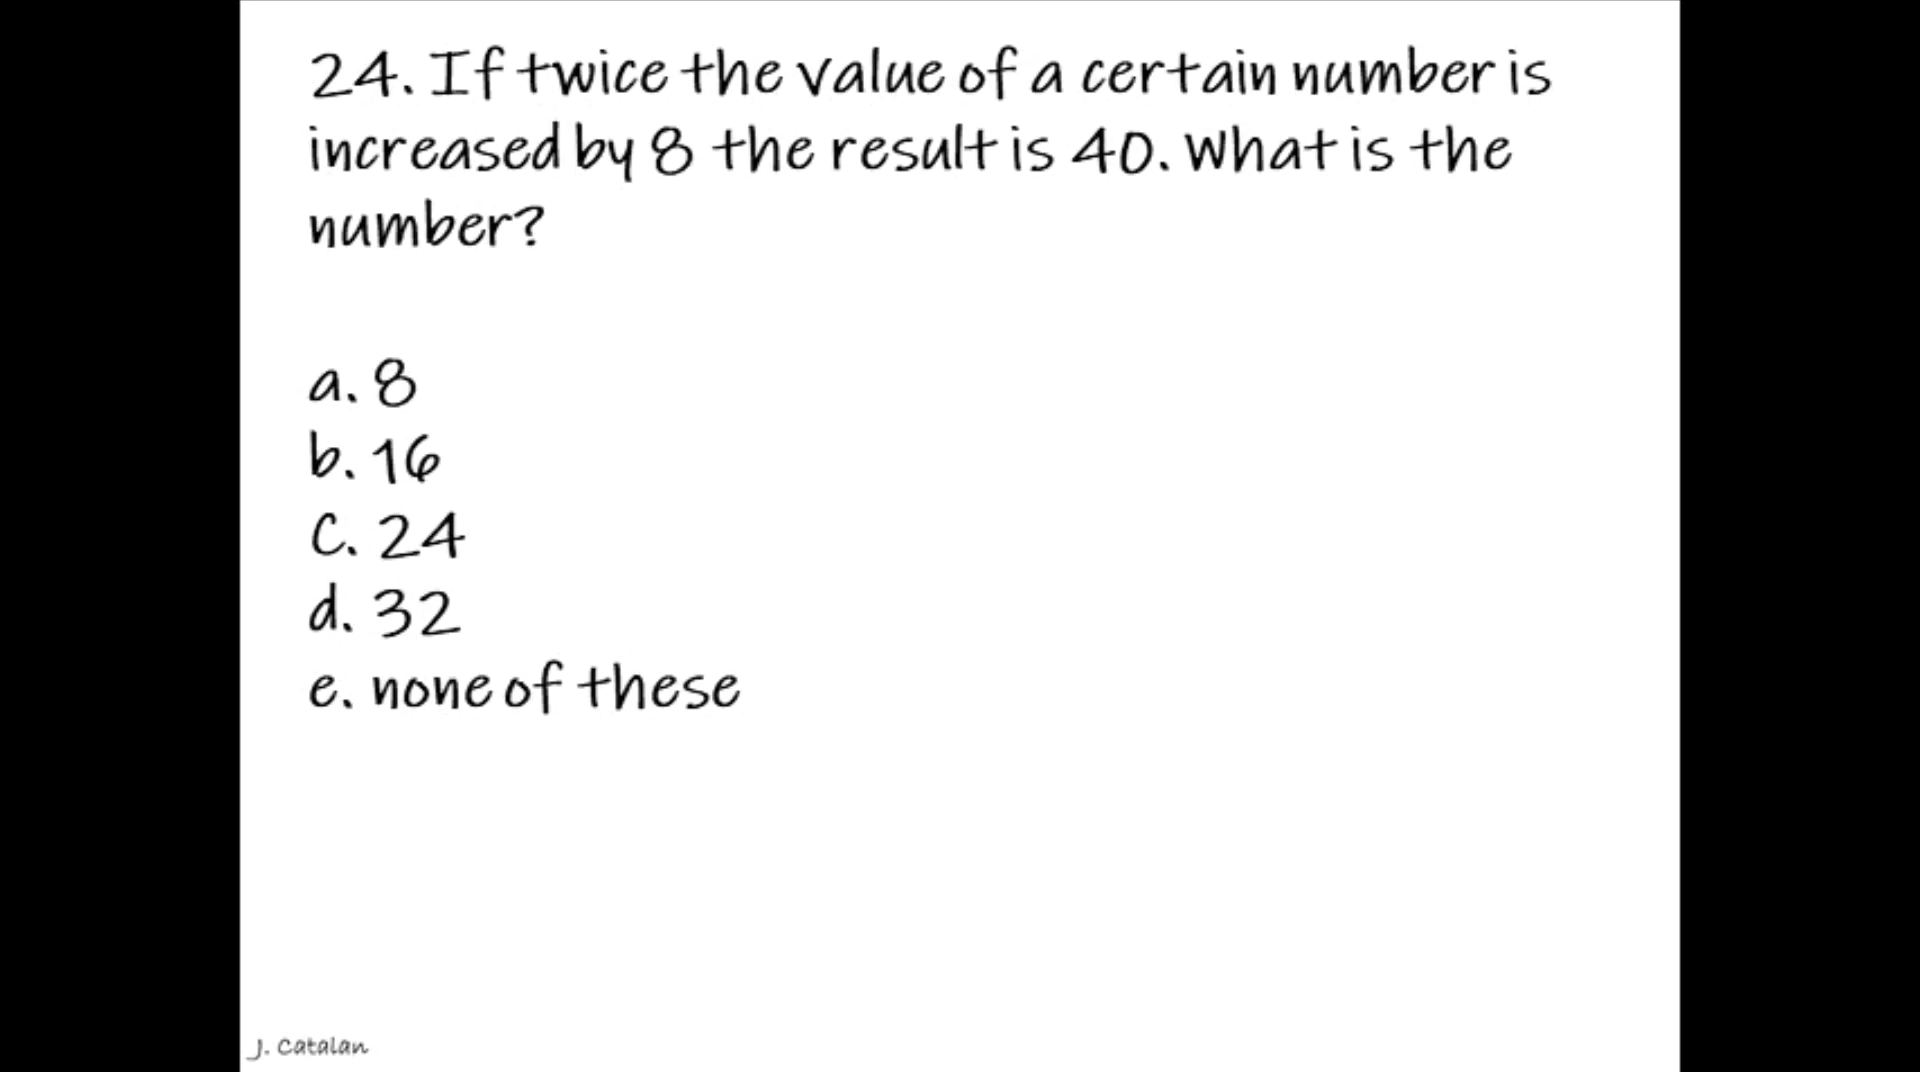 24. If twice the value of a certain number is
increased by 8 the result is 40. What is the
number?
a. 8
b. 16
C. 24
d. 32
e. none of these
J. Catalan